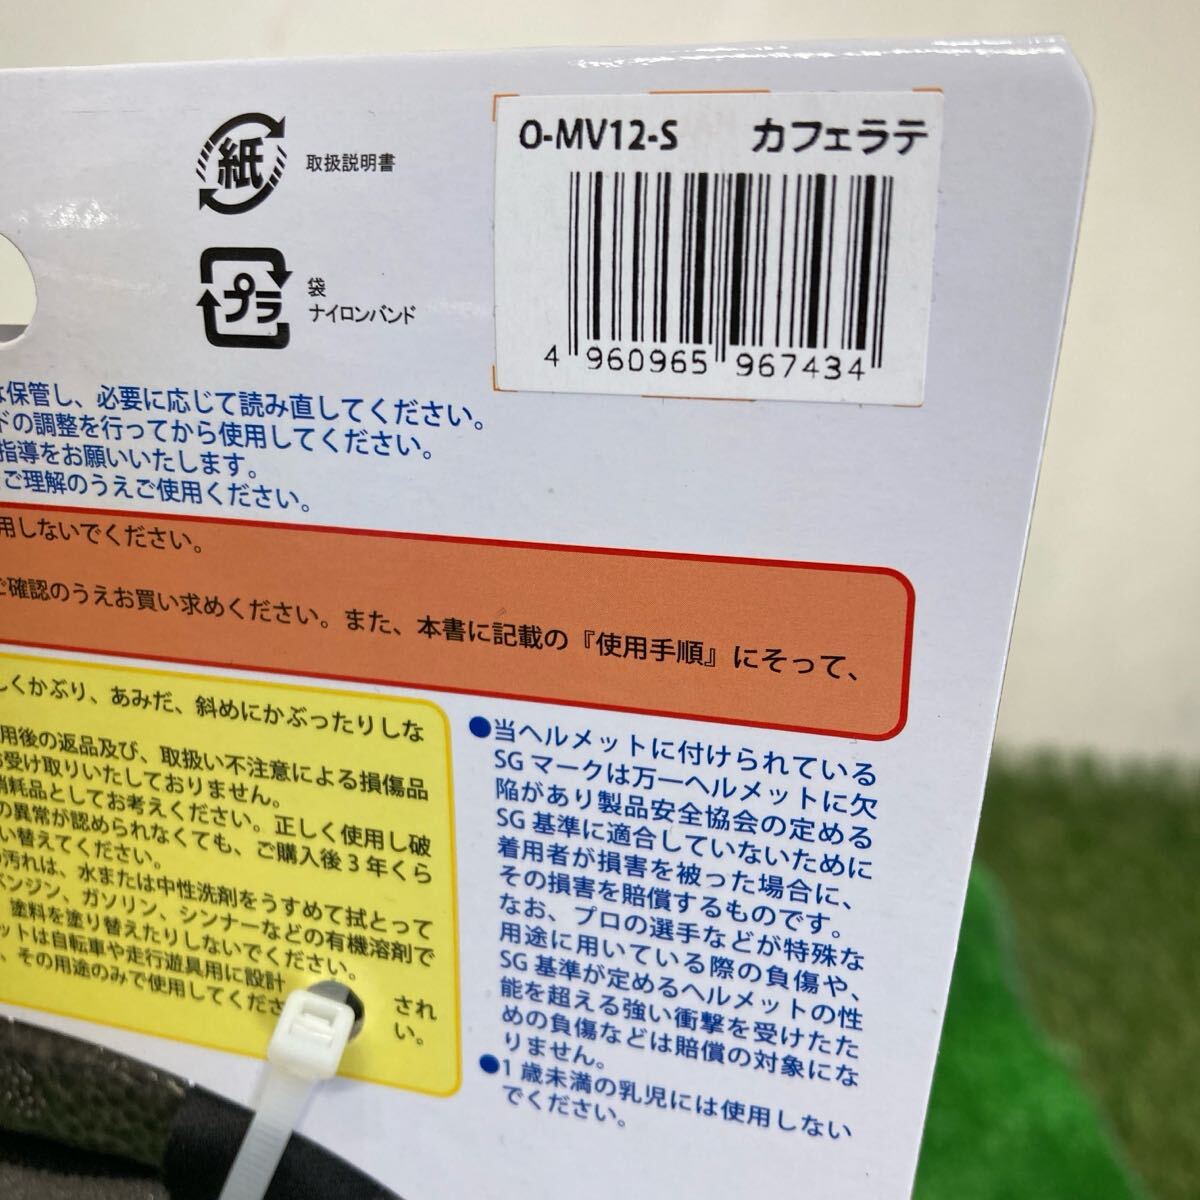 紙
取扱説明書
プラ
袋
ナイロンバンド
O-MV12-S カフェラテ
4 960965 967434
保管し、必要に応じて読み直してください。
ドの調整を行ってから使用してください。
指導をお願いいたします。
ご理解のうえご使用ください。
用しないでください。
ご確認のうえお買い求めください。また、本書に記載の『使用手順』にそって、
しくかぶり、あみだ、斜めにかぶったりしな
用後の返品及び、取扱い不注意による損傷品
お受け取りいたしておりません。
消耗品としてお考えください。正しく使用し破
の異常が認められなくても、ご購入後3年くら
い替えてください。
の汚れは、水または中性洗剤をうすめて拭とって
ベンジン、ガソリン、シンナーなどの有機溶剤で
塗料を塗り替えたりしないでください。
ットは自転車や走行遊具用に設計 され
、その用途のみで使用してくださ い。
●当ヘルメットに付けられている
SGマークは万一ヘルメットに欠
陥があり製品安全協会の定める
SG基準に適合していないために
着用者が損害を被った場合に、
その損害を賠償するものです。
なお、プロの選手などが特殊な
用途に用いている際の負傷や、
SG基準が定めるヘルメットの性
能を超える強い衝撃を受けたた
めの負傷などは賠償の対象にな
りません。
●1歳未満の乳児には使用しない
でください。